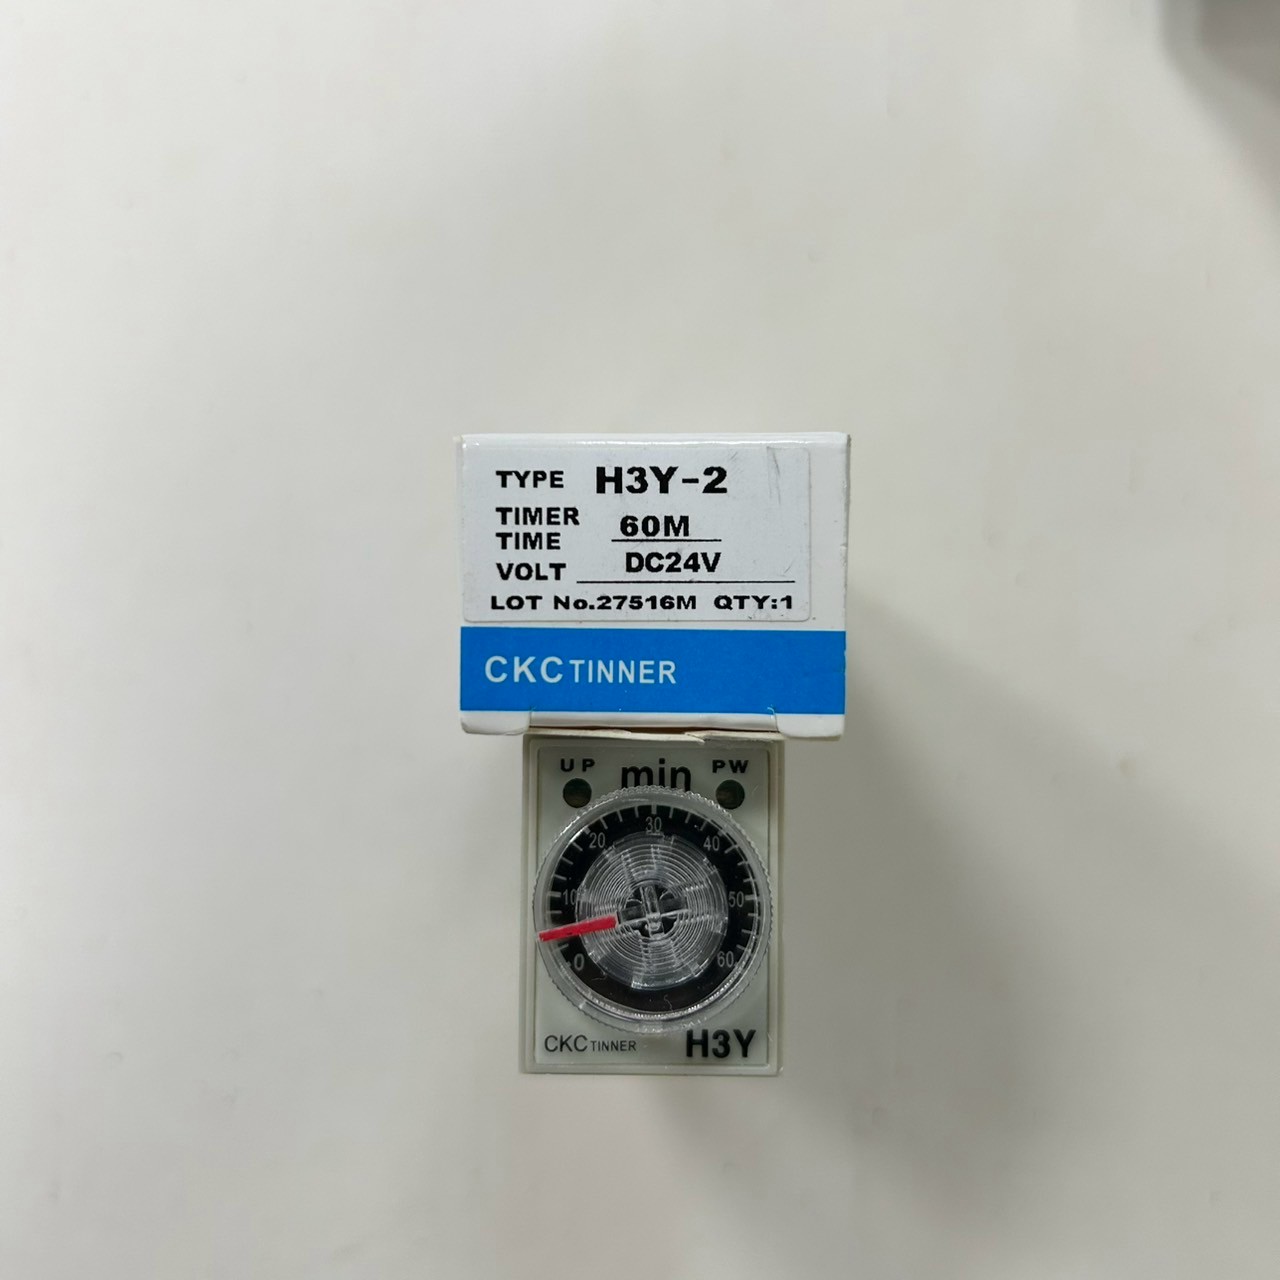 TYPE H3Y-2
TIMER TIME 60M
VOLT DC24V
LOT No.27516M QTY:1
CKC TINNER
UP min PW
0 10 20 30 40 50 60
CKC TINNER H3Y